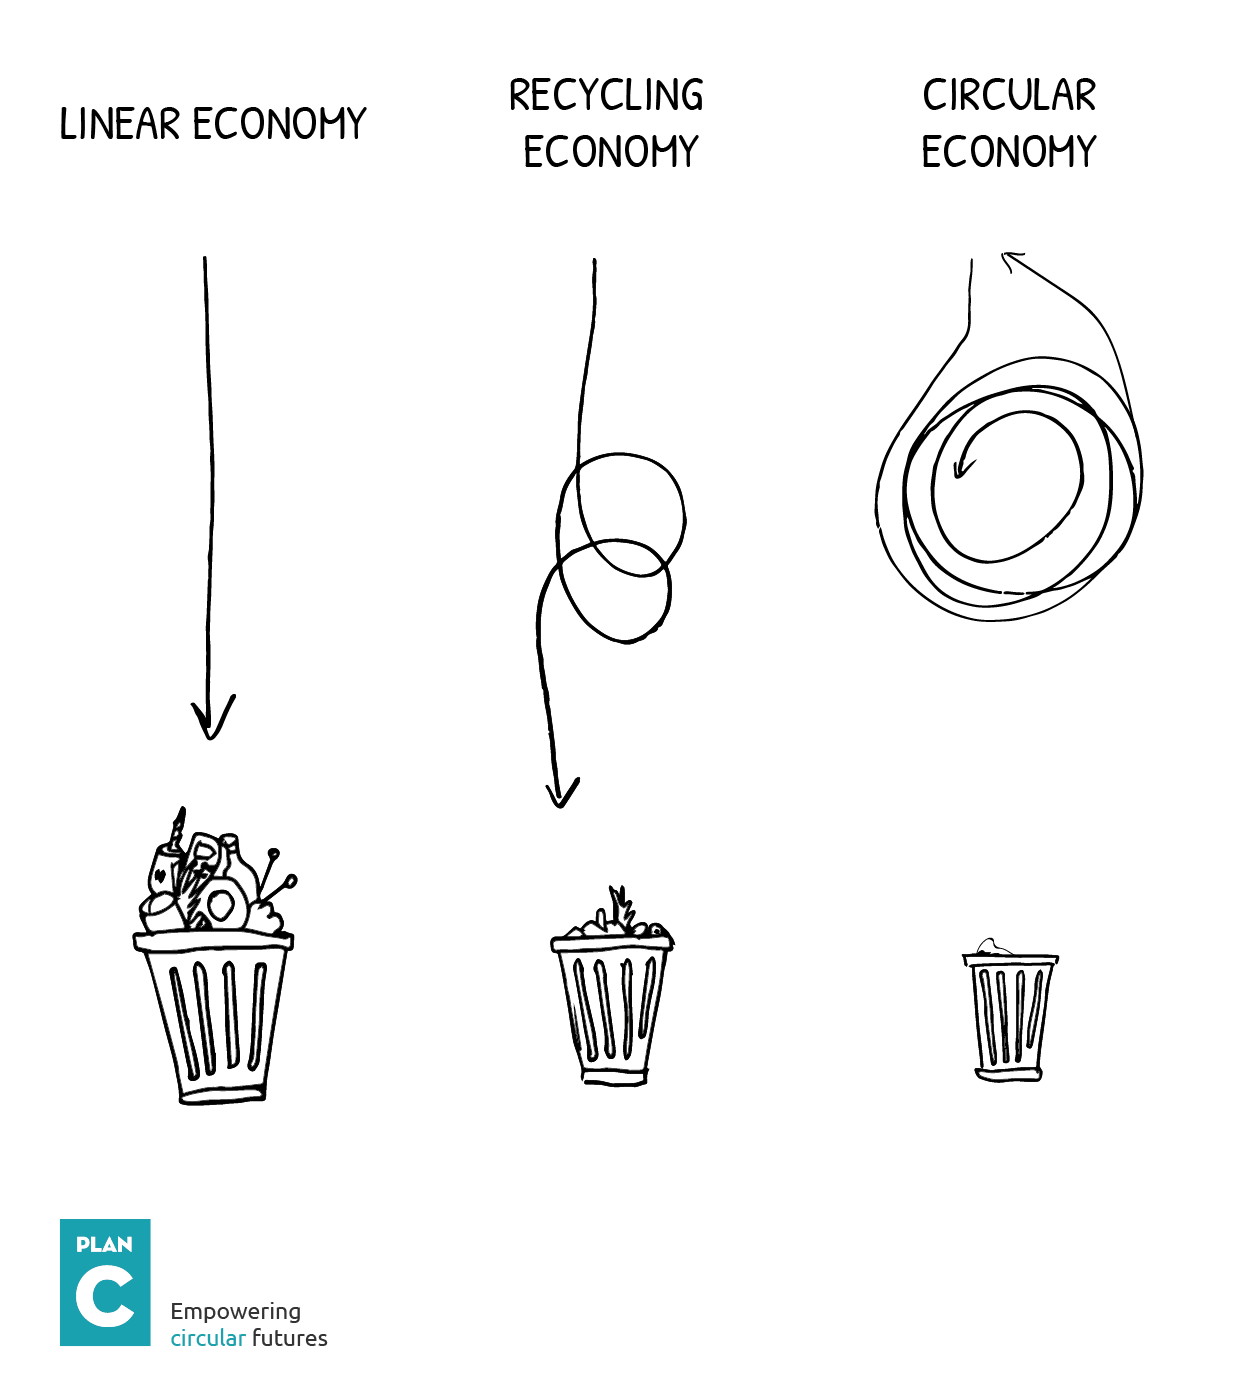 LINEAR ECONOMY
RECYCLING
ECONOMY
CIRCULAR
ECONOMY
PLAN
C
Empowering
circular futures